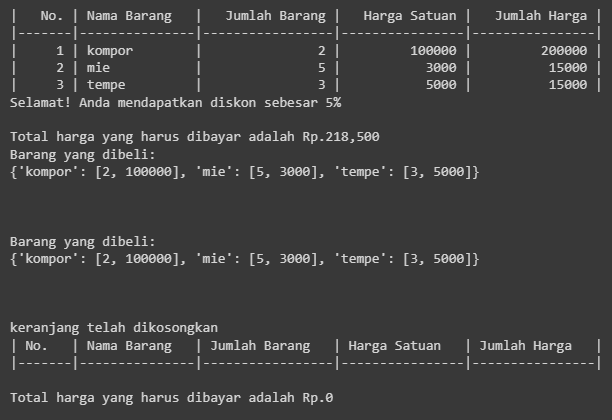 |   No. | Nama Barang   |   Jumlah Barang |   Harga Satuan |   Jumlah Harga |
|-------|---------------|-----------------|----------------|----------------|
|     1 | kompor        |               2 |         100000 |         200000 |
|     2 | mie           |               5 |           3000 |          15000 |
|     3 | tempe         |               3 |           5000 |          15000 |
Selamat! Anda mendapatkan diskon sebesar 5%
Total harga yang harus dibayar adalah Rp.218,500
Barang yang dibeli:
{'kompor': [2, 100000], 'mie': [5, 3000], 'tempe': [3, 5000]}
Barang yang dibeli:
{'kompor': [2, 100000], 'mie': [5, 3000], 'tempe': [3, 5000]}
keranjang telah dikosongkan
| No.   | Nama Barang   | Jumlah Barang   | Harga Satuan   | Jumlah Harga   |
|-------|---------------|-----------------|----------------|----------------|
Total harga yang harus dibayar adalah Rp.0